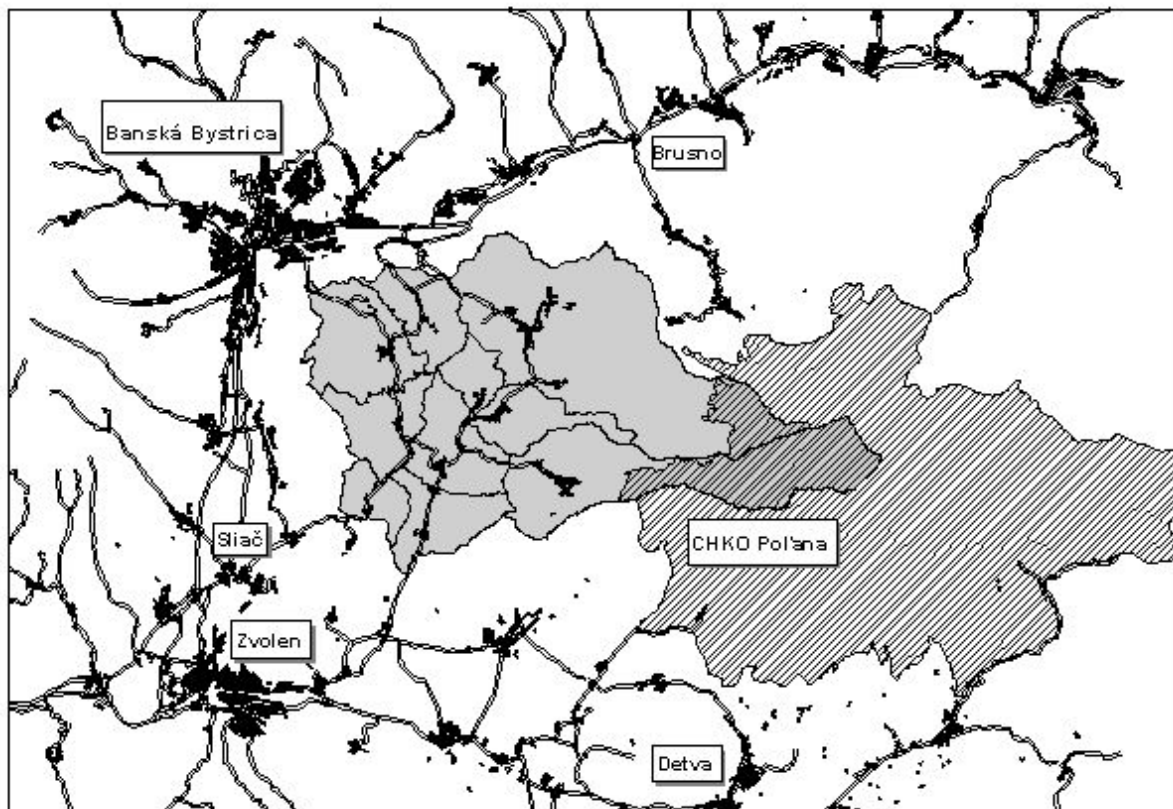 Banská Bystrica
Brusno
Sliač
CHKO Poľana
Zvolen
Detva